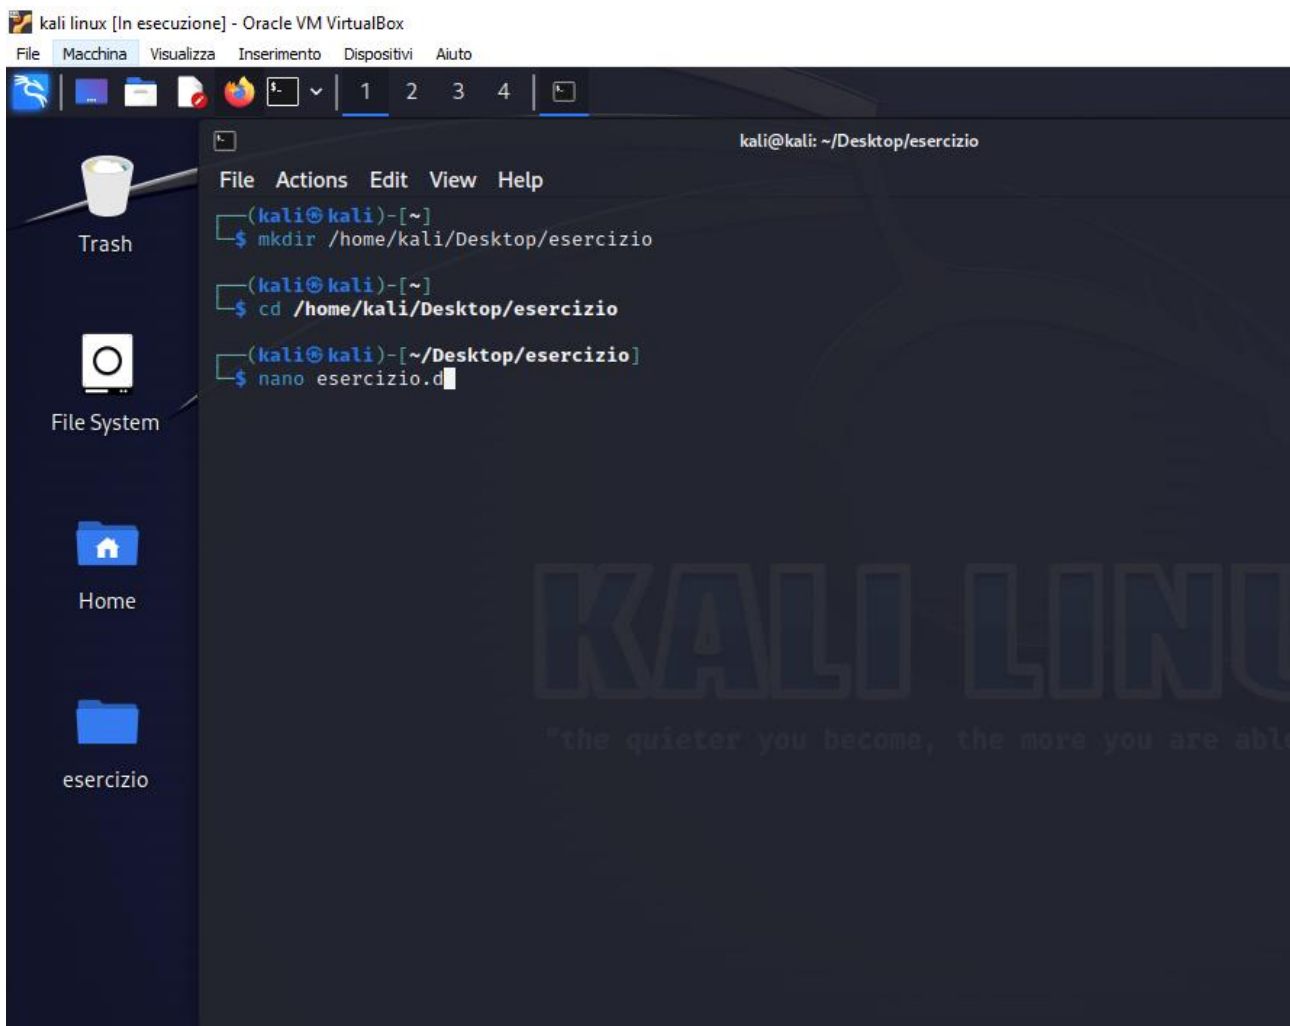 kali linux [In esecuzione] - Oracle VM VirtualBox
File Macchina Visualizza Inserimento Dispositivi Aiuto
1 2 3 4
kali@kali: ~/Desktop/esercizio
File Actions Edit View Help
┌──(kali㉿kali)-[~]
└─$ mkdir /home/kali/Desktop/esercizio
┌──(kali㉿kali)-[~]
└─$ cd /home/kali/Desktop/esercizio
┌──(kali㉿kali)-[~/Desktop/esercizio]
└─$ nano esercizio.d
Trash
File System
Home
esercizio
KALI LINU
"the quieter you become, the more you are able